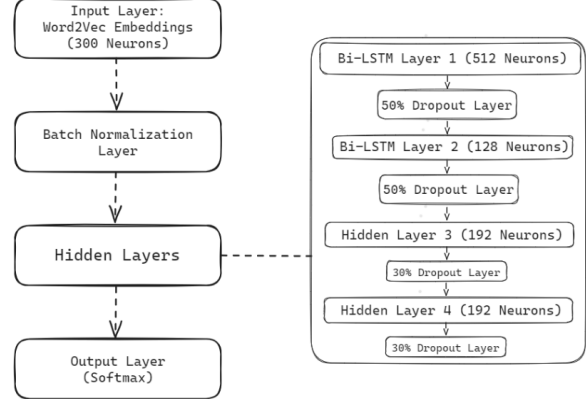 Input Layer:
Word2Vec Embeddings
(300 Neurons)
Batch Normalization
Layer
Hidden Layers
Output Layer
(Softmax)
Bi-LSTM Layer 1 (512 Neurons)
50% Dropout Layer
Bi-LSTM Layer 2 (128 Neurons)
50% Dropout Layer
Hidden Layer 3 (192 Neurons)
30% Dropout Layer
Hidden Layer 4 (192 Neurons)
30% Dropout Layer